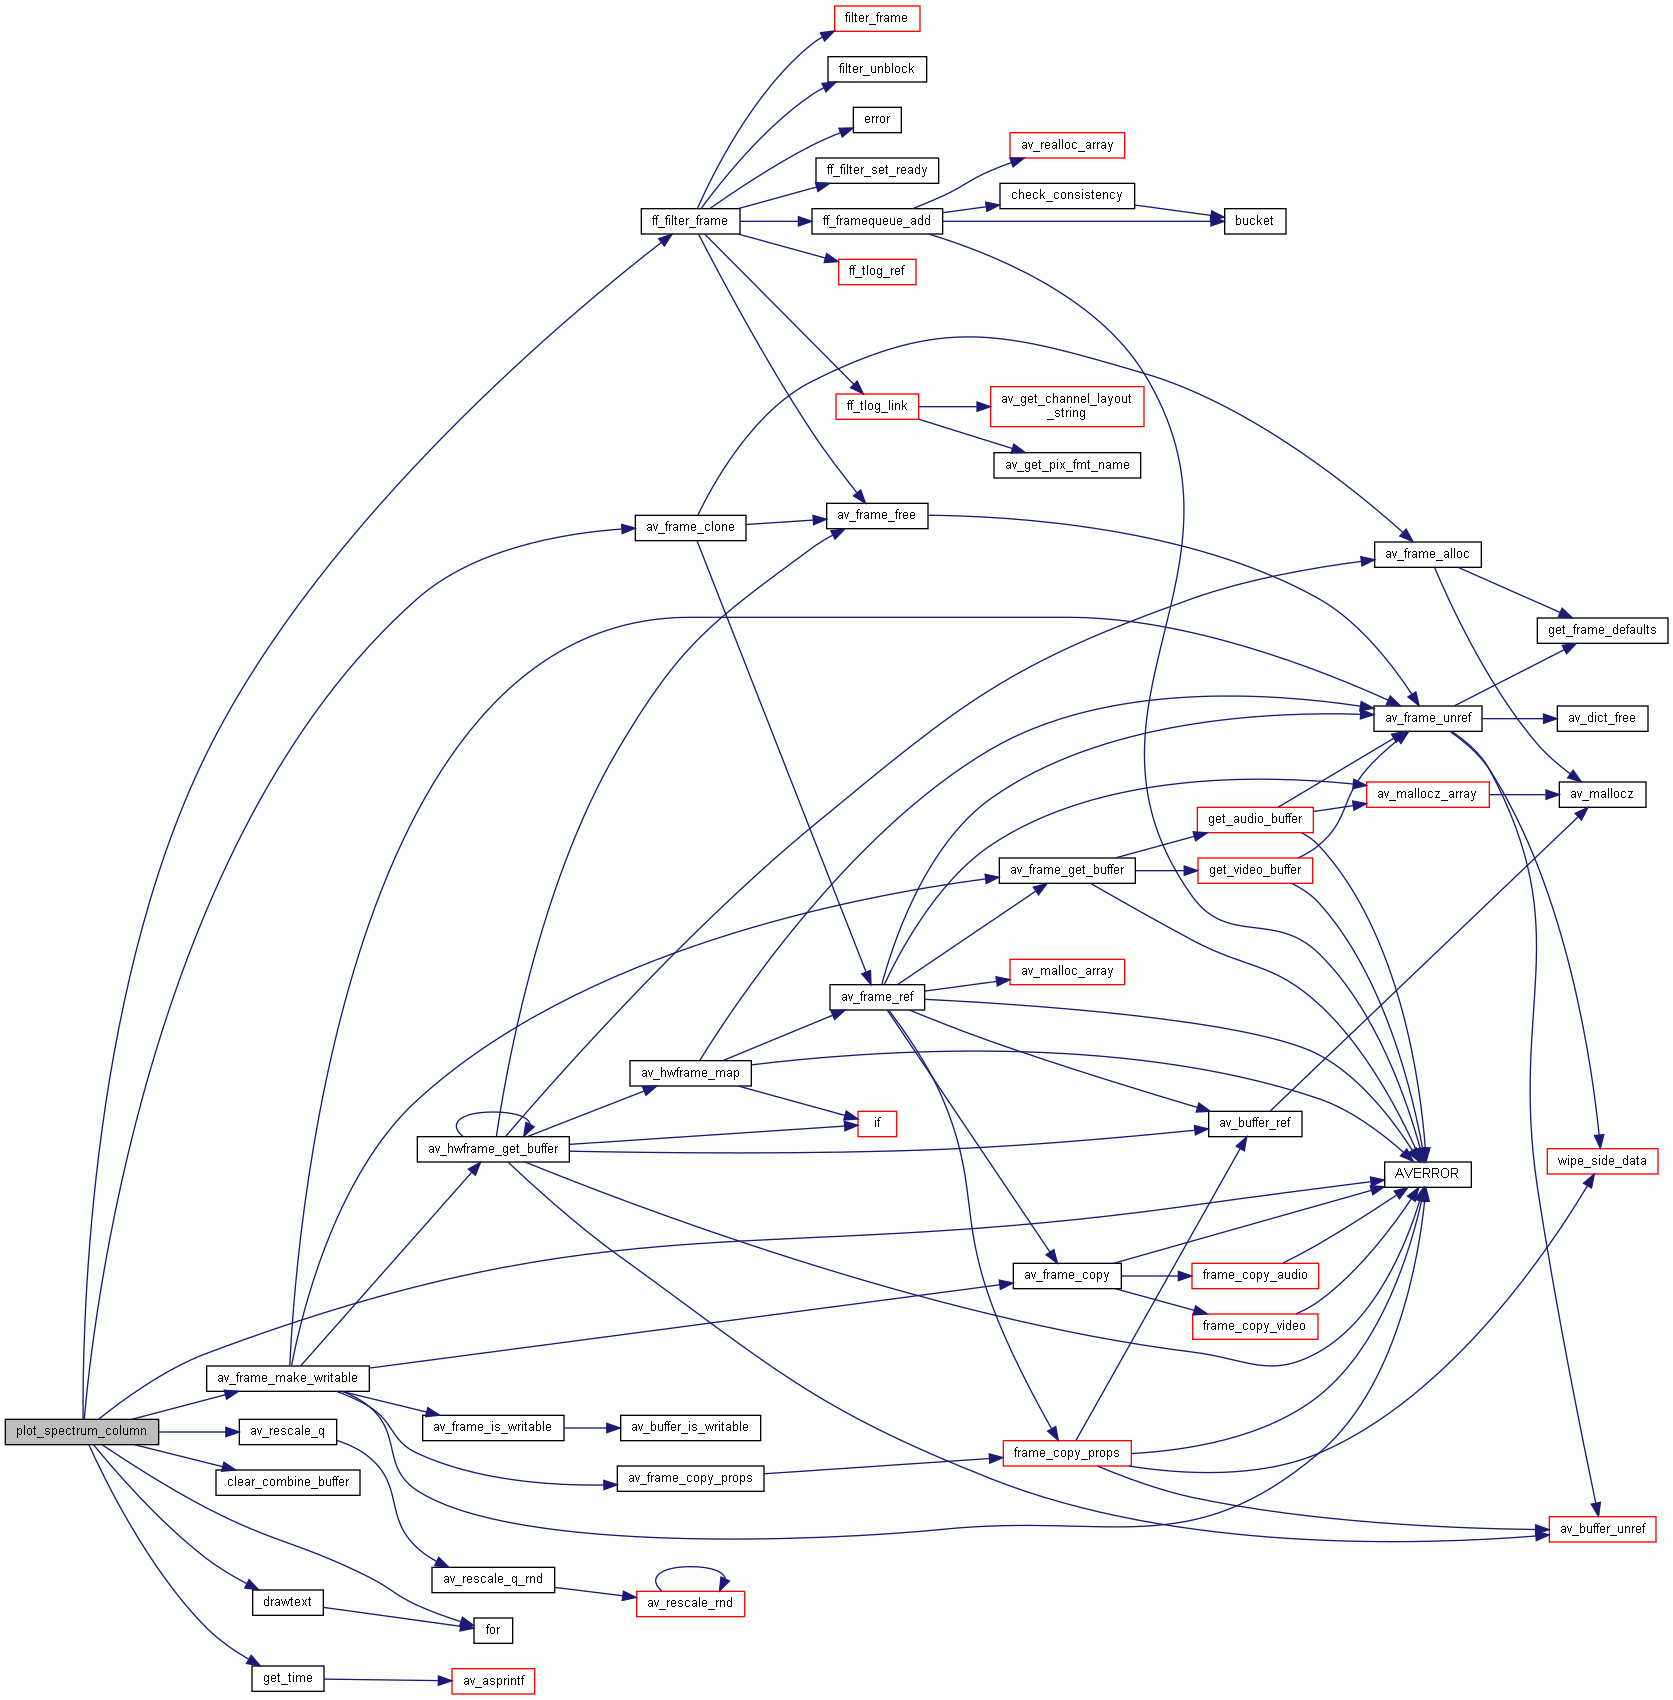 filter_frame
filter_unblock
error
av_realloc_array
ff_filter_set_ready
check_consistency
ff_filter_frame
ff_framequeue_add
bucket
ff_tlog_ref
av_get_channel_layout
_string
ff_tlog_link
av_get_pix_fmt_name
av_frame_free
av_frame_clone
av_frame_alloc
get_frame_defaults
av_frame_unref
av_dict_free
av_mallocz_array
av_mallocz
get_audio_buffer
av_frame_get_buffer
get_video_buffer
av_malloc_array
av_frame_ref
av_hwframe_map
if
av_buffer_ref
av_hwframe_get_buffer
wipe_side_data
AVERROR
av_frame_copy
frame_copy_audio
frame_copy_video
av_frame_make_writable
av_frame_is_writable
av_buffer_is_writable
plot_spectrum_column
av_rescale_q
frame_copy_props
clear_combine_buffer
av_frame_copy_props
av_buffer_unref
av_rescale_q_rnd
drawtext
av_rescale_rnd
for
get_time
av_asprintf